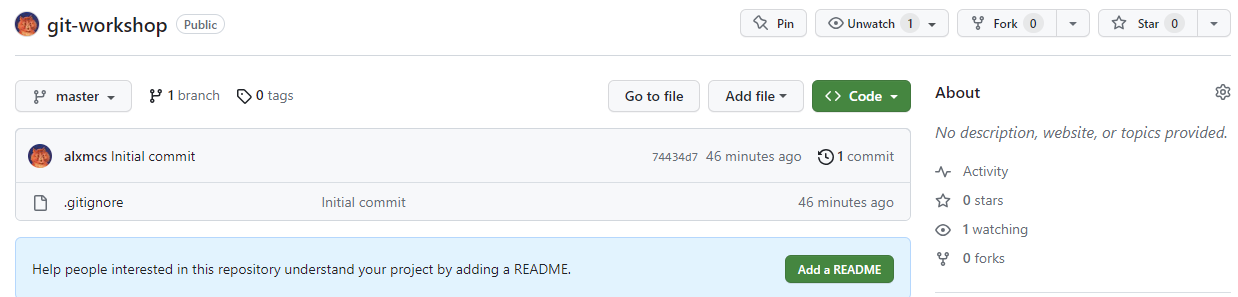 git-workshop Public Pin Unwatch 1 Fork 0 Star 0
master 1 branch 0 tags Go to file Add file <> Code
alxmcs Initial commit 74434d7 46 minutes ago 1 commit
.gitignore Initial commit 46 minutes ago
Help people interested in this repository understand your project by adding a README. Add a README
About
No description, website, or topics provided.
Activity
0 stars
1 watching
0 forks